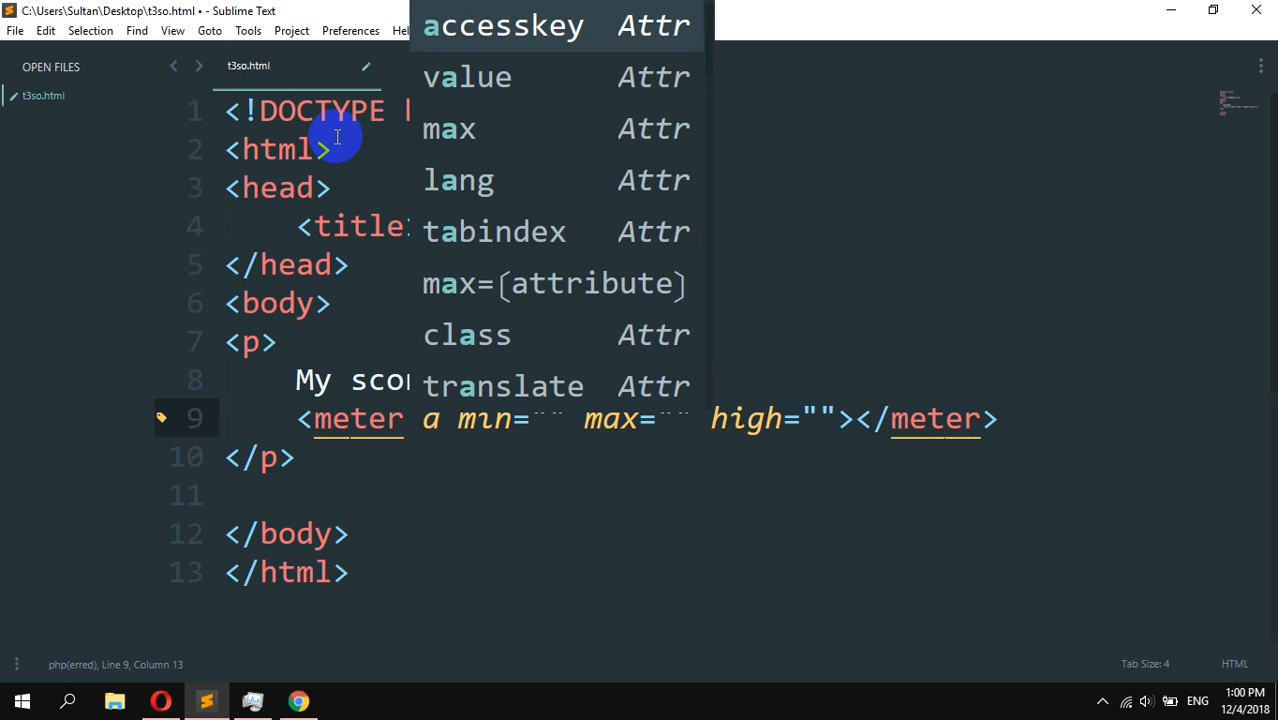 C:\Users\Sultan\Desktop\t3so.html • - Sublime Text
File Edit Selection Find View Goto Tools Project Preferences Hel
OPEN FILES
t3so.html
t3so.html
1 <!DOCTYPE
2 <html>
3 <head>
4 <title>
5 </head>
6 <body>
7 <p>
8 My scor
9 <meter a min="" max="" high=""></meter>
10 </p>
11
12 </body>
13 </html>
accesskey Attr
value Attr
max Attr
lang Attr
tabindex Attr
max=(attribute)
class Attr
translate Attr
php(erred), Line 9, Column 13
Tab Size: 4
HTML
ENG
1:00 PM
12/4/2018